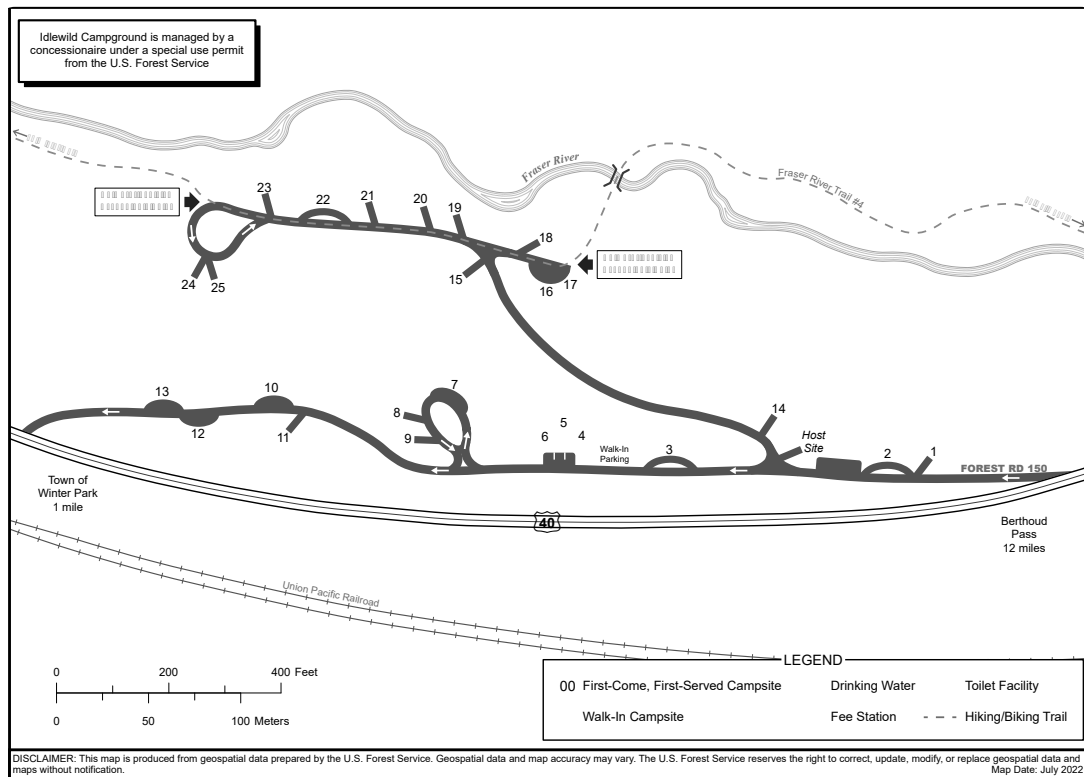 Idlewild Campground is managed by a
concessionaire under a special use permit
from the U.S. Forest Service
Fraser River
Fraser River Trail #4
23
22
21
20
19
18
15
16
17
24
25
13
12
10
11
7
8
9
5
6
4
Walk-In
Parking
3
14
Host
Site
2
1
FOREST RD 150
Town of
Winter Park
1 mile
40
Berthoud
Pass
12 miles
Union Pacific Railroad
0 200 400 Feet
0 50 100 Meters
LEGEND
00 First-Come, First-Served Campsite
Drinking Water
Toilet Facility
Walk-In Campsite
Fee Station
Hiking/Biking Trail
DISCLAIMER: This map is produced from geospatial data prepared by the U.S. Forest Service. Geospatial data and map accuracy may vary. The U.S. Forest Service reserves the right to correct, update, modify, or replace geospatial data and
maps without notification.
Map Date: July 2022